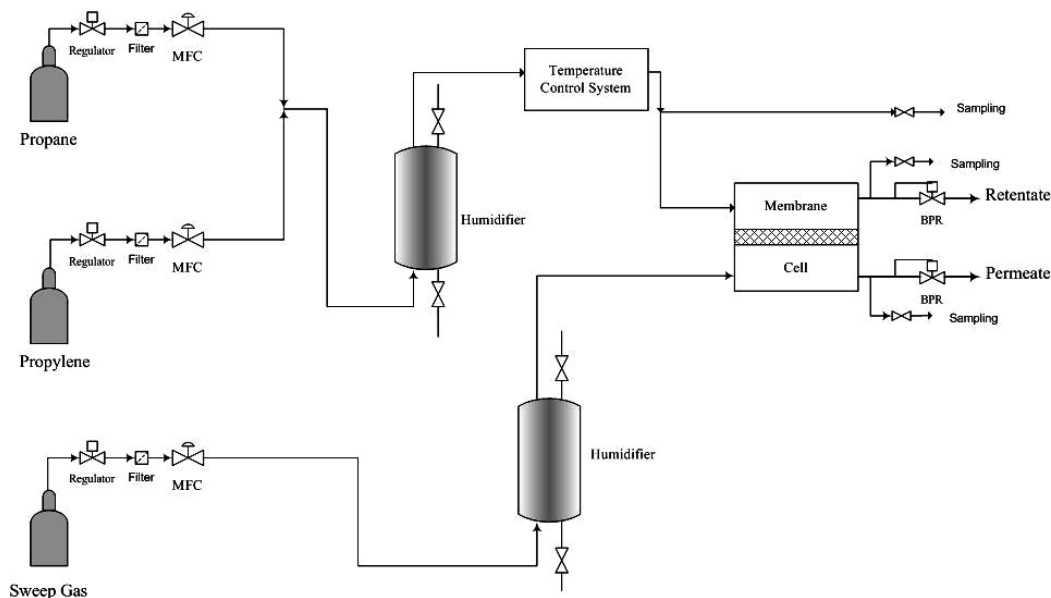 Regulator
Filter
MFC
Propane
Temperature
Control System
Sampling
Sampling
Humidifier
Membrane
Retentate
BPR
Regulator
Filter
MFC
Propylene
Cell
Permeate
BPR
Sampling
Regulator
Filter
MFC
Humidifier
Sweep Gas